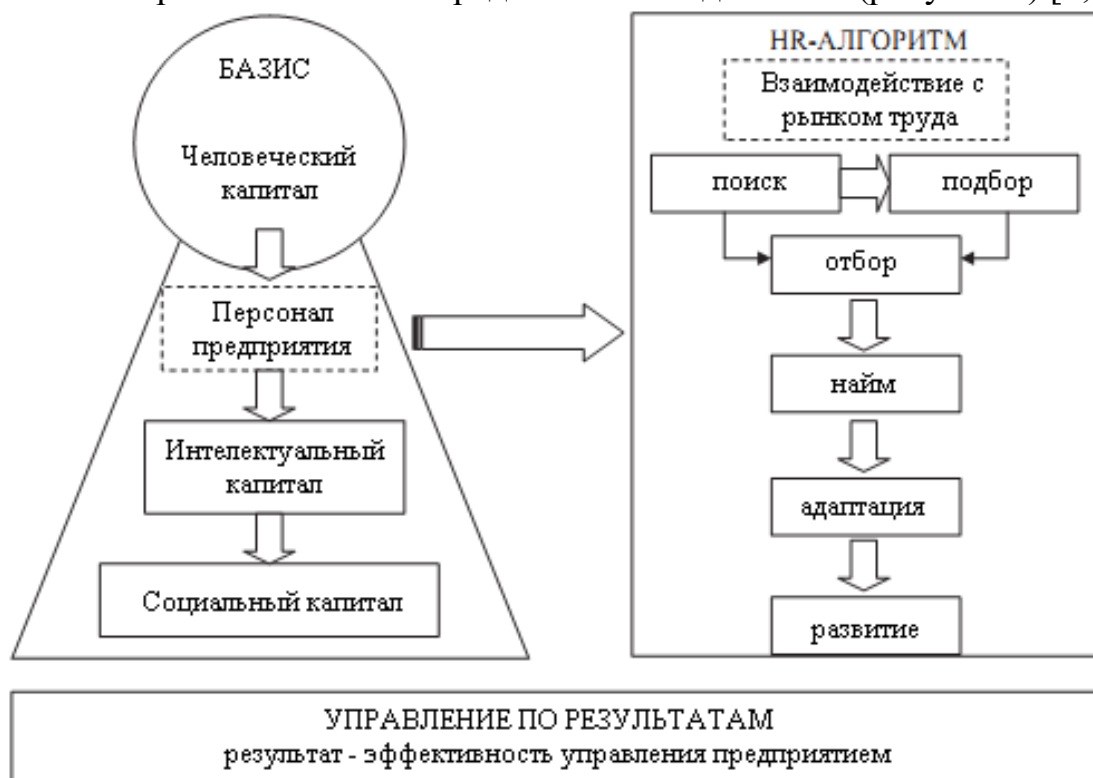 БАЗИС
Человеческий
капитал
Персонал
предприятия
Интелектуальный
капитал
Социальный капитал
HR-АЛГОРИТМ
Взаимодействие с
рынком труда
поиск
подбор
отбор
найм
адаптация
развитие
УПРАВЛЕНИЕ ПО РЕЗУЛЬТАТАМ
результат - эффективность управления предприятием